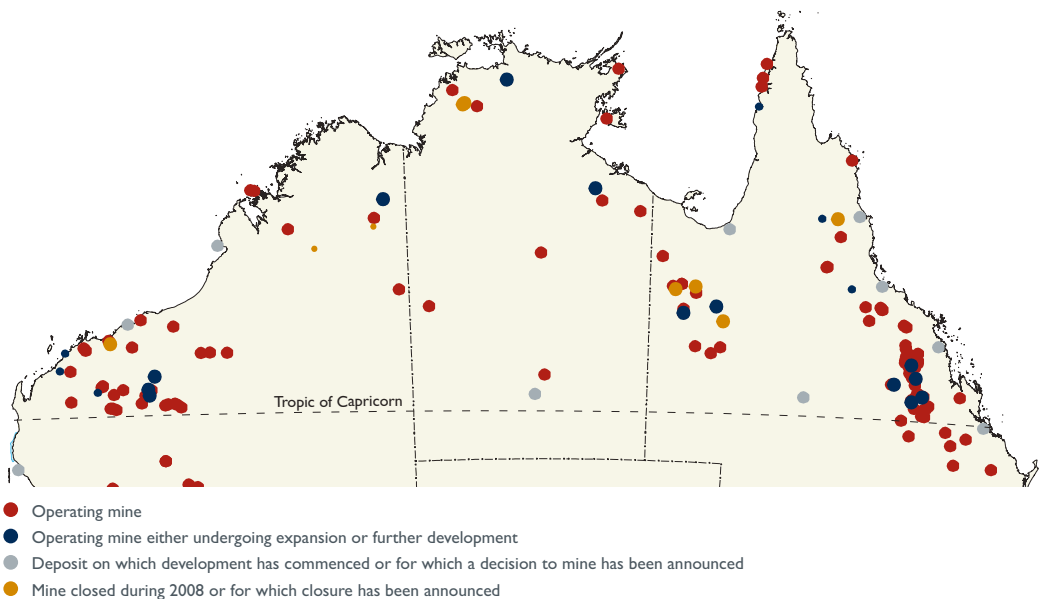 Tropic of Capricorn
Operating mine
Operating mine either undergoing expansion or further development
Deposit on which development has commenced or for which a decision to mine has been announced
Mine closed during 2008 or for which closure has been announced